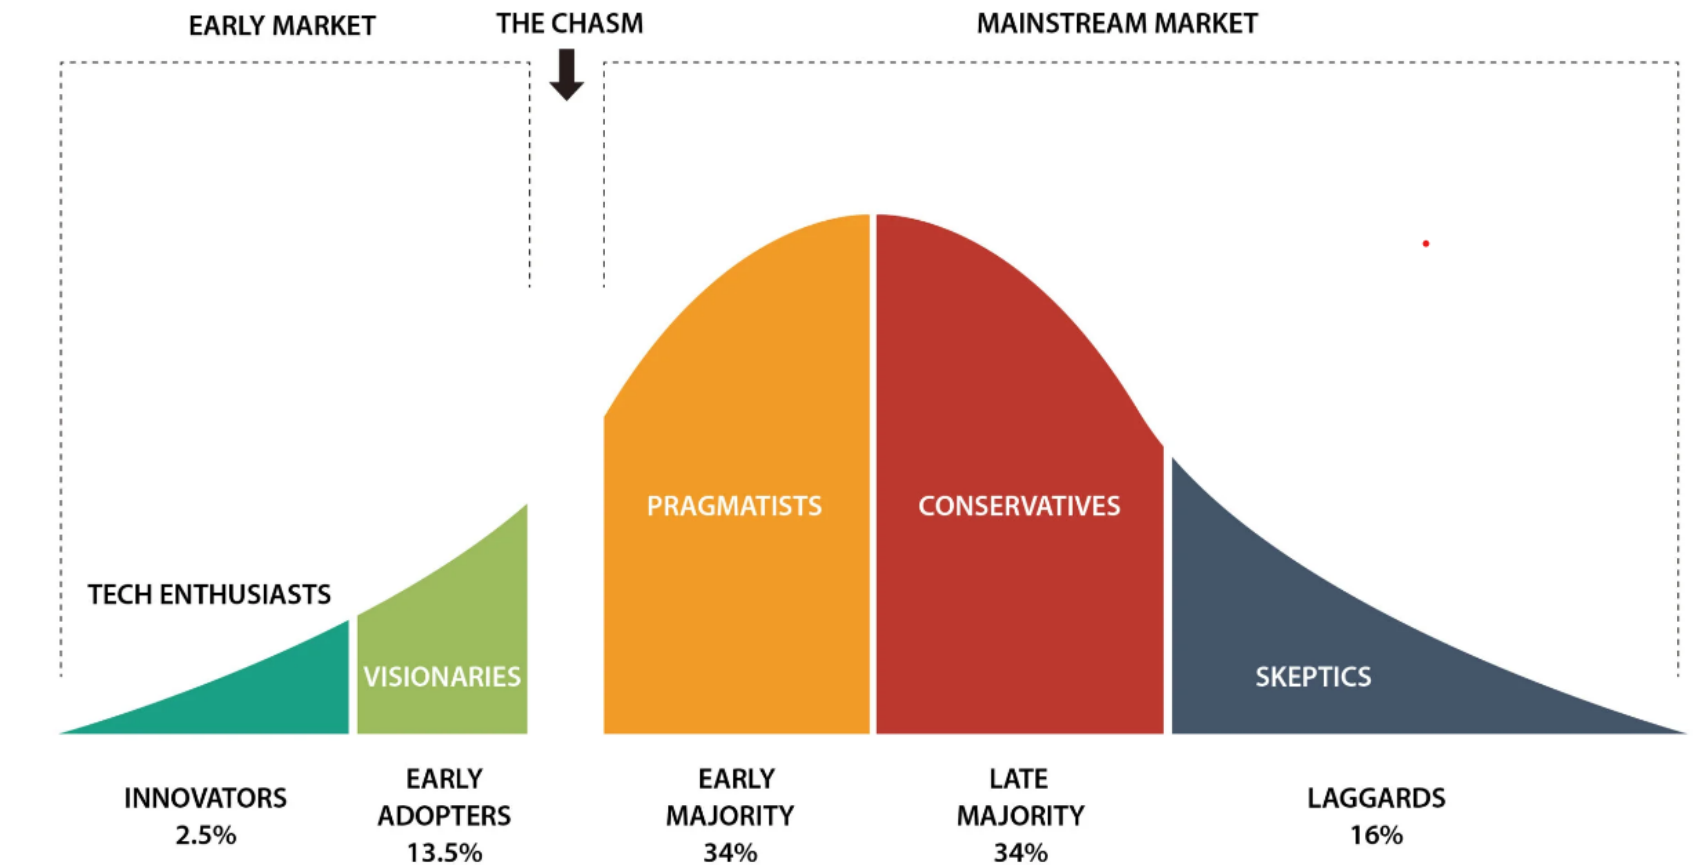 EARLY MARKET
THE CHASM
MAINSTREAM MARKET
PRAGMATISTS
CONSERVATIVES
TECH ENTHUSIASTS
VISIONARIES
SKEPTICS
INNOVATORS
2.5%
EARLY
ADOPTERS
13.5%
EARLY
MAJORITY
34%
LATE
MAJORITY
34%
LAGGARDS
16%